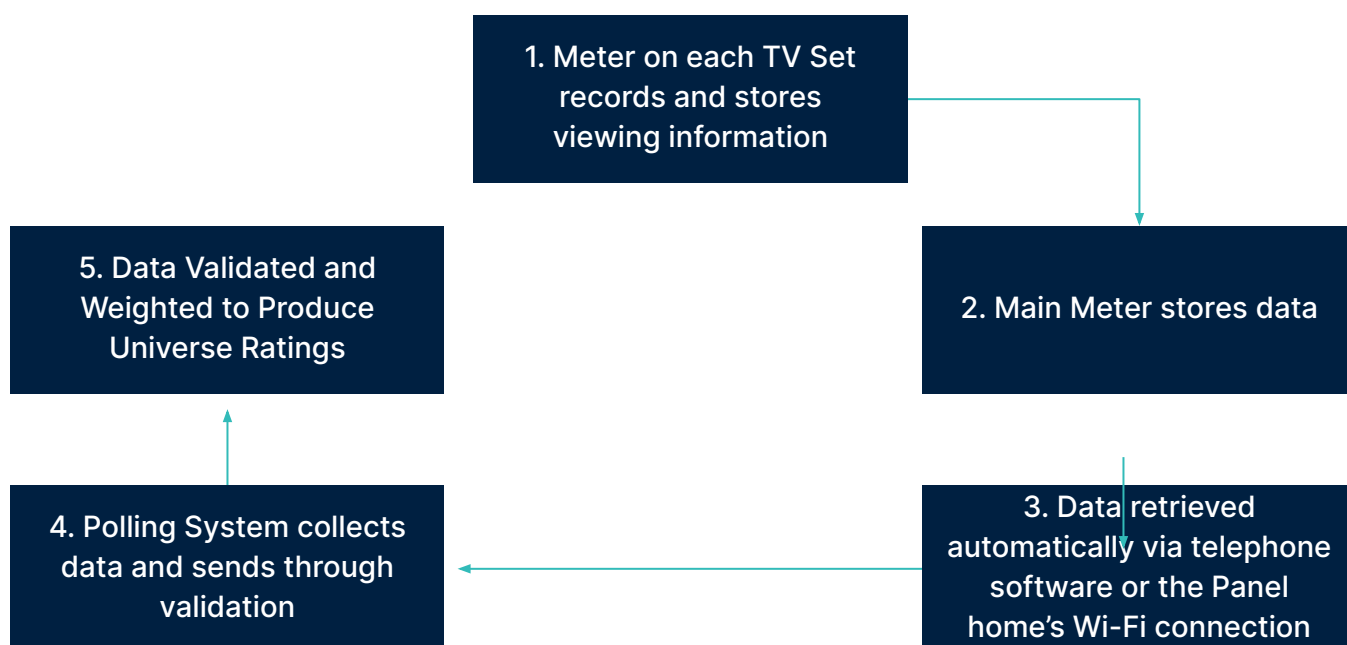 1. Meter on each TV Set
records and stores
viewing information
2. Main Meter stores data
3. Data retrieved
automatically via telephone
software or the Panel
home’s Wi-Fi connection
4. Polling System collects
data and sends through
validation
5. Data Validated and
Weighted to Produce
Universe Ratings